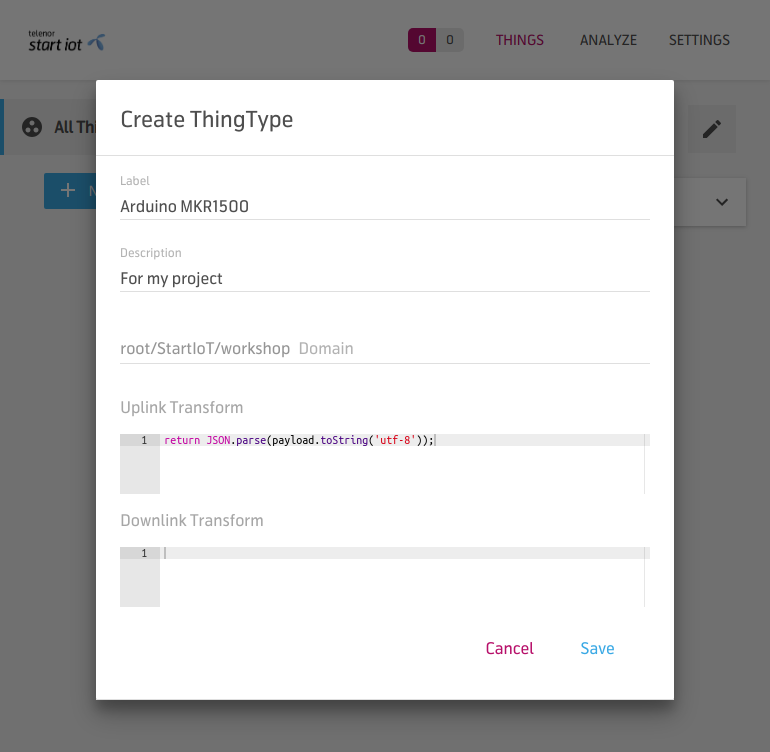 telenor
start iot
0 0
THINGS
ANALYZE
SETTINGS
All Thi
N
Create ThingType
Label
Arduino MKR1500
Description
For my project
root/StartIoT/workshop Domain
Uplink Transform
1 return JSON.parse(payload.toString('utf-8'));
Downlink Transform
1
Cancel
Save